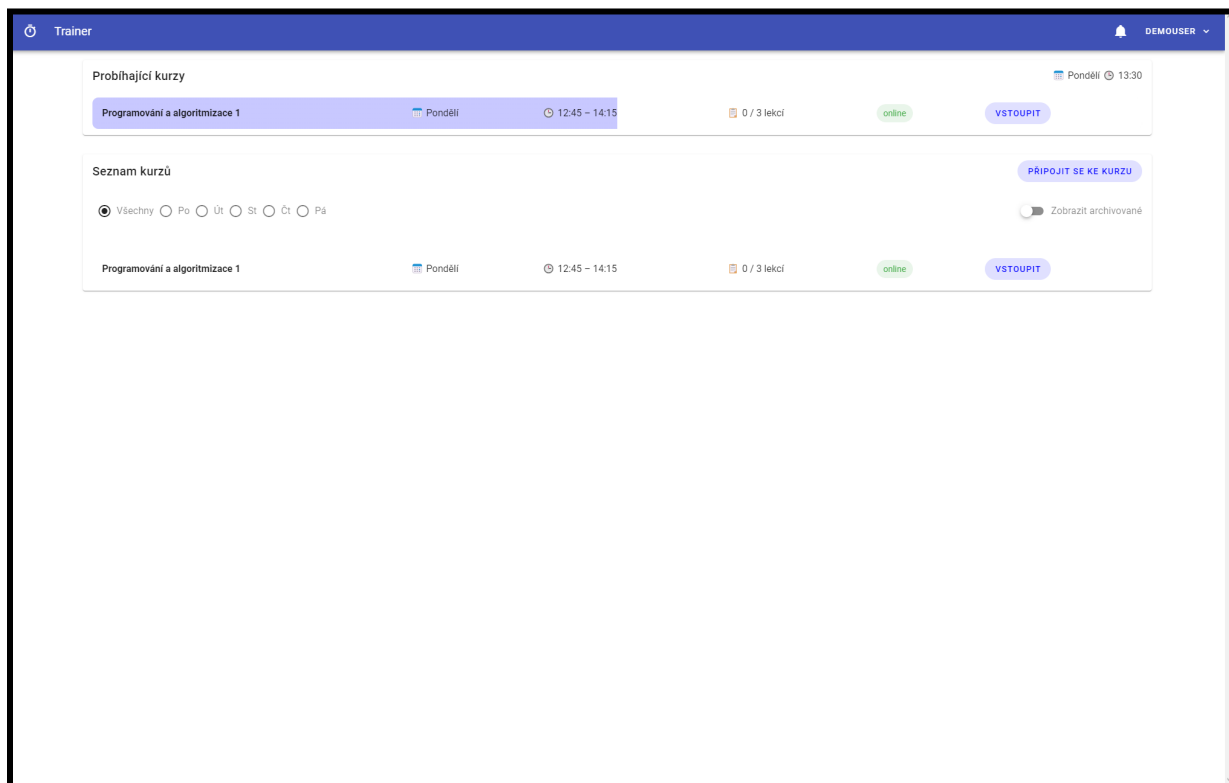 Trainer DEMOUSER
Probíhající kurzy Pondělí 13:30
Programování a algoritmizace 1 Pondělí 12:45 – 14:15 0 / 3 lekcí online VSTOUPIT
Seznam kurzů PŘIPOJIT SE KE KURZU
Všechny Po Út St Čt Pá Zobrazit archivované
Programování a algoritmizace 1 Pondělí 12:45 – 14:15 0 / 3 lekcí online VSTOUPIT